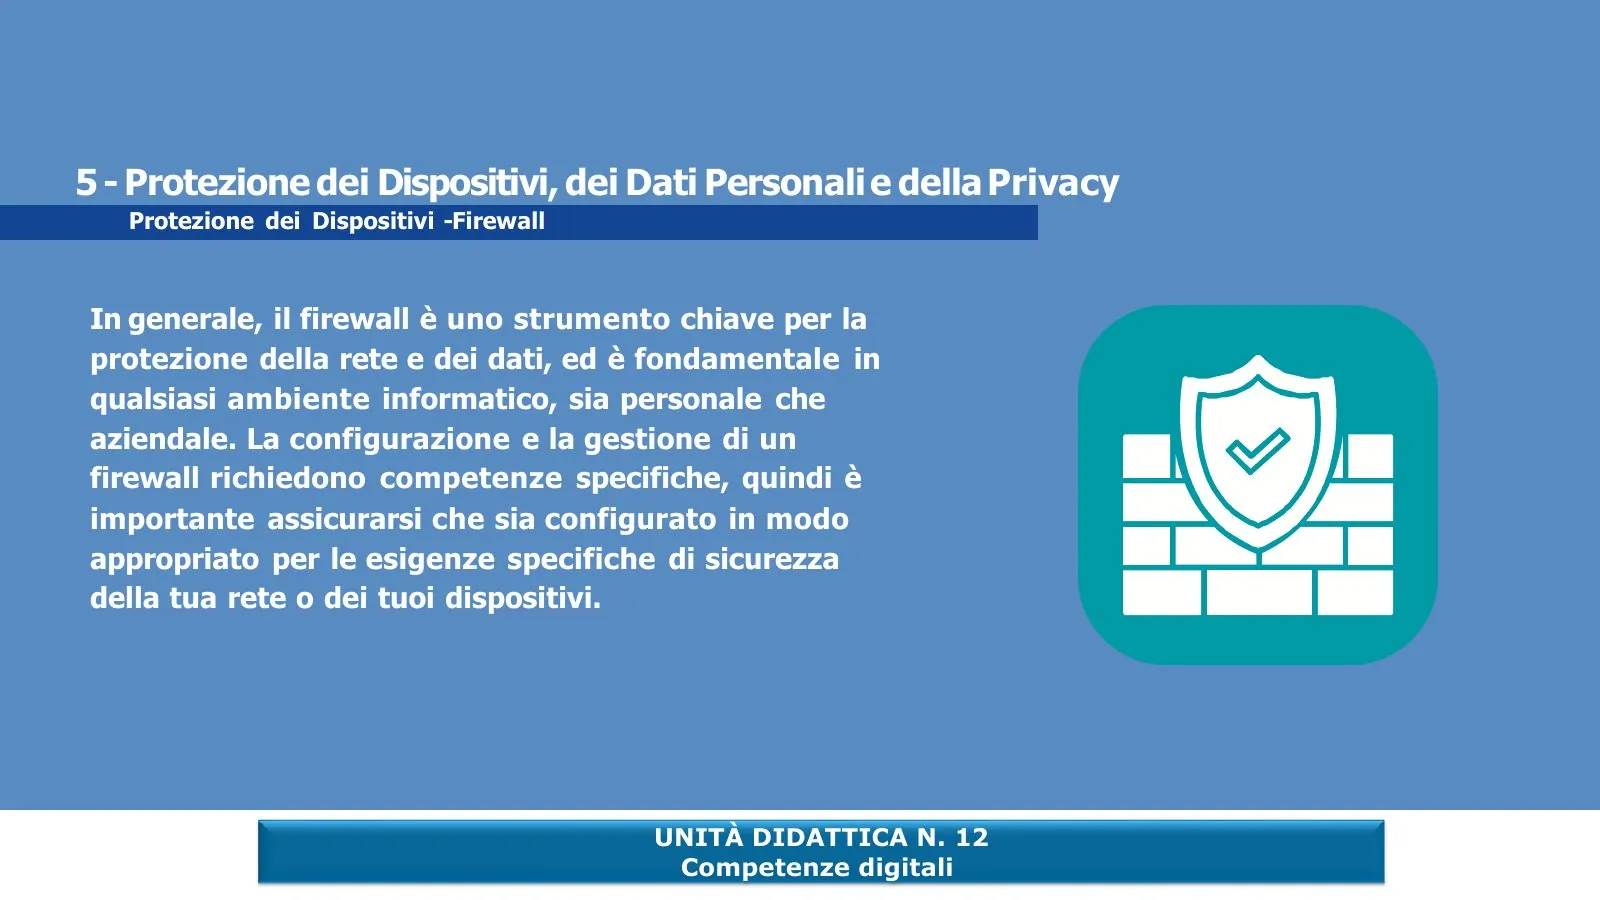 5 - Protezione dei Dispositivi, dei Dati Personali e della Privacy
Protezione dei Dispositivi -Firewall
In generale, il firewall è uno strumento chiave per la
protezione della rete e dei dati, ed è fondamentale in
qualsiasi ambiente informatico, sia personale che
aziendale. La configurazione e la gestione di un
firewall richiedono competenze specifiche, quindi è
importante assicurarsi che sia configurato in modo
appropriato per le esigenze specifiche di sicurezza
della tua rete o dei tuoi dispositivi.
UNITÀ DIDATTICA N. 12
Competenze digitali